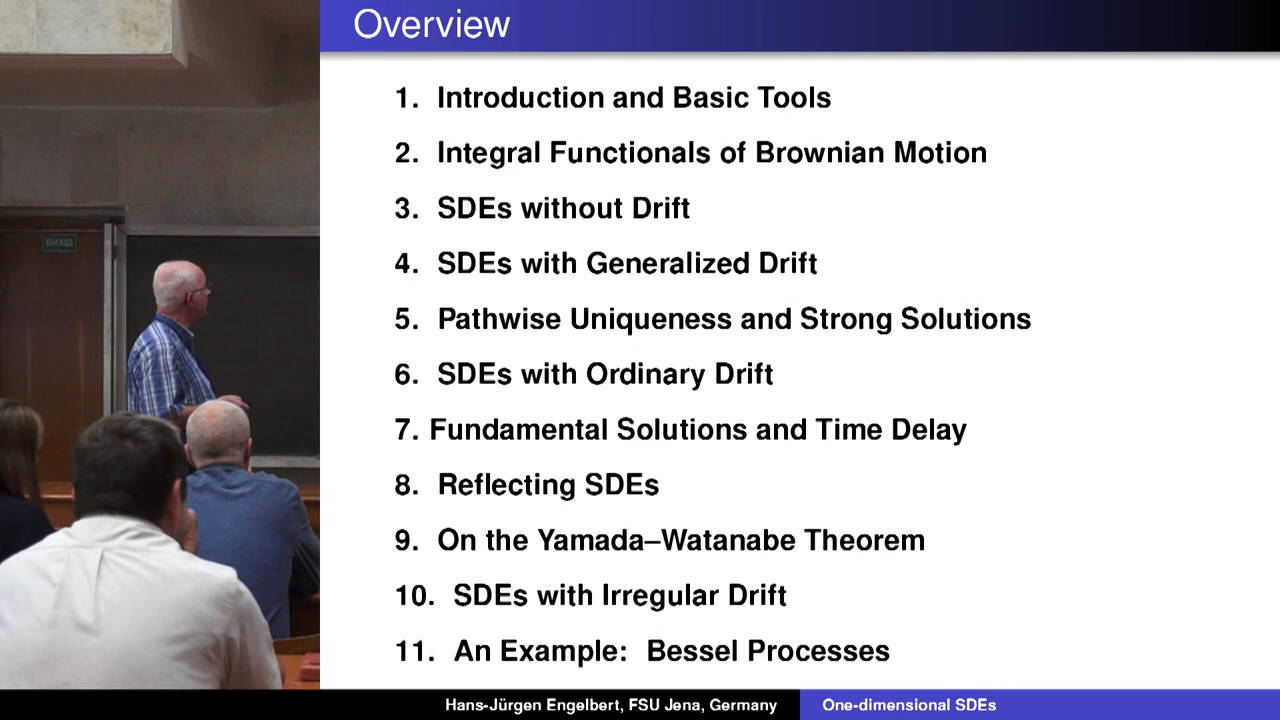 Overview
1. Introduction and Basic Tools
2. Integral Functionals of Brownian Motion
3. SDEs without Drift
4. SDEs with Generalized Drift
5. Pathwise Uniqueness and Strong Solutions
6. SDEs with Ordinary Drift
7. Fundamental Solutions and Time Delay
8. Reflecting SDEs
9. On the Yamada–Watanabe Theorem
10. SDEs with Irregular Drift
11. An Example: Bessel Processes
Hans-Jürgen Engelbert, FSU Jena, Germany
One-dimensional SDEs
ВЫХОД